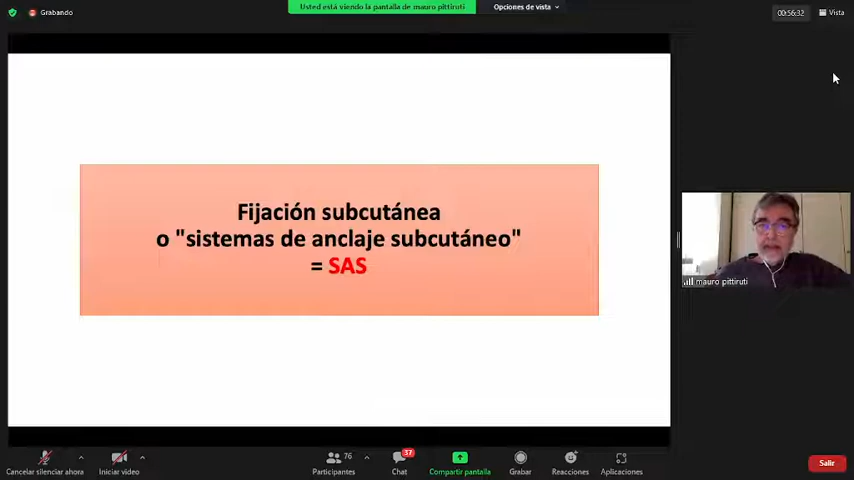 Grabando
Usted está viendo la pantalla de mauro pittiruti
Opciones de vista
00:56:32
Vista
Fijación subcutánea
o "sistemas de anclaje subcutáneo"
= SAS
mauro pittiruti
Cancelar silenciar ahora
Iniciar video
76
Participantes
37
Chat
Compartir pantalla
Grabar
Reacciones
Aplicaciones
Salir